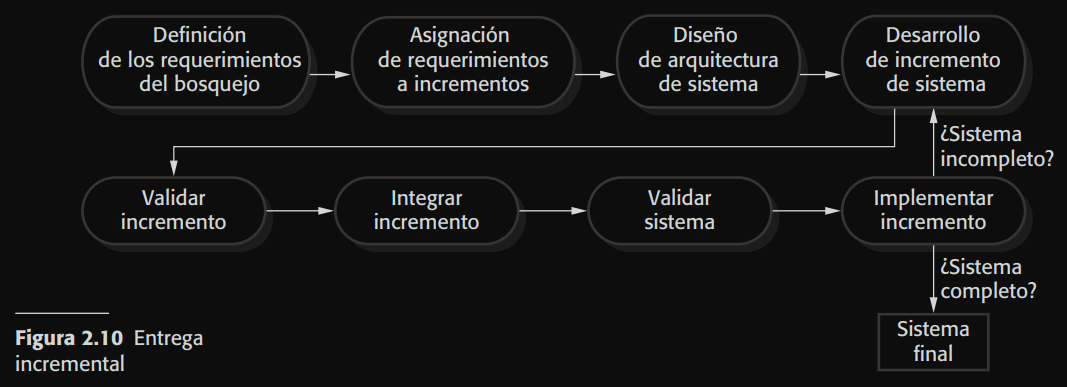 Definición
de los requerimientos
del bosquejo
Asignación
de requerimientos
a incrementos
Diseño
de arquitectura
de sistema
Desarrollo
de incremento
de sistema
¿Sistema
incompleto?
Validar
incremento
Integrar
incremento
Validar
sistema
Implementar
incremento
¿Sistema
completo?
Sistema
final
Figura 2.10 Entrega
incremental